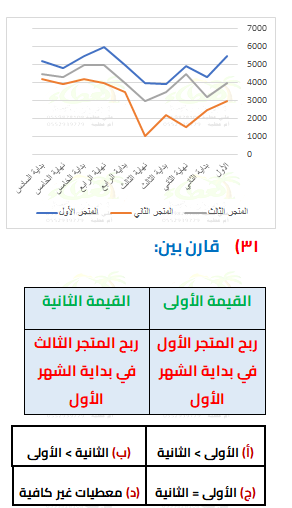 7000
6000
5000
4000
3000
2000
1000
0
الأول
بداية الثاني
نهاية الثاني
بداية الثالث
نهاية الثالث
بداية الرابع
نهاية الرابع
بداية الخامس
نهاية الخامس
بداية السادس
المتجر الثالث المتجر الثاني المتجر الأول
٣١) قارن بين:
القيمة الأولى القيمة الثانية
ربح المتجر الأول في بداية الشهر الأول
ربح المتجر الثالث في بداية الشهر الأول
(أ) الأولى > الثانية (ب) الثانية > الأولى
(ج) الأولى = الثانية (د) معطيات غير كافية